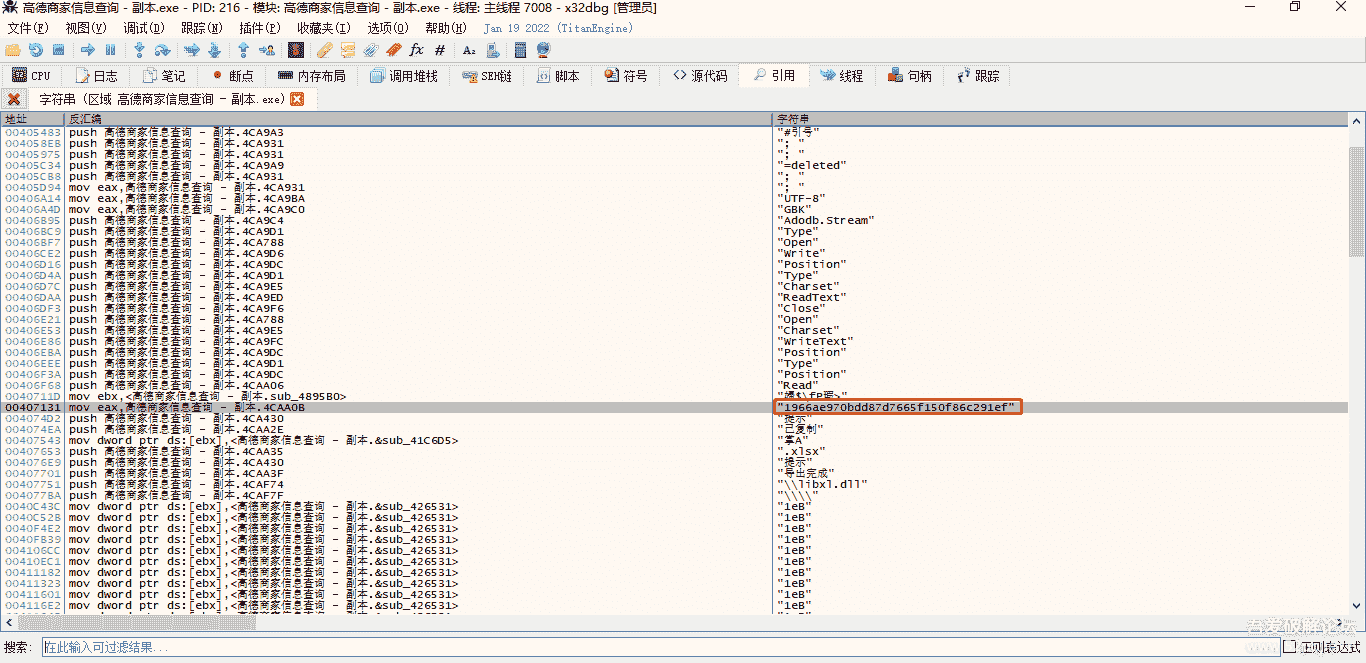 高德商家信息查询 - 副本.exe - PID: 216 - 模块: 高德商家信息查询 - 副本.exe - 线程: 主线程 7008 - x32dbg [管理员]
文件(F) 视图(V) 调试(D) 跟踪(N) 插件(P) 收藏夹(I) 选项(O) 帮助(H) Jan 19 2022 (TitanEngine)
CPU 日志 笔记 断点 内存布局 调用堆栈 SEH链 脚本 符号 源代码 引用 线程 句柄 跟踪
字符串 (区域 高德商家信息查询 - 副本.exe)
地址 反汇编 字符串
00405483 push 高德商家信息查询 - 副本.4CA9A3 "#引号"
004058EB push 高德商家信息查询 - 副本.4CA931 "; "
00405975 push 高德商家信息查询 - 副本.4CA931 "; "
00405C34 push 高德商家信息查询 - 副本.4CA9A9 "=deleted"
00405CB8 push 高德商家信息查询 - 副本.4CA931 "; "
00405D94 mov eax,高德商家信息查询 - 副本.4CA931 "; "
00406A14 mov eax,高德商家信息查询 - 副本.4CA9BA "UTF-8"
00406A4D mov eax,高德商家信息查询 - 副本.4CA9C0 "GBK"
00406B95 push 高德商家信息查询 - 副本.4CA9C4 "Adodb.Stream"
00406BC9 push 高德商家信息查询 - 副本.4CA9D1 "Type"
00406BF7 push 高德商家信息查询 - 副本.4CA788 "Open"
00406CE2 push 高德商家信息查询 - 副本.4CA9D6 "Write"
00406D16 push 高德商家信息查询 - 副本.4CA9DC "Position"
00406D4A push 高德商家信息查询 - 副本.4CA9D1 "Type"
00406D7C push 高德商家信息查询 - 副本.4CA9E5 "Charset"
00406DAA push 高德商家信息查询 - 副本.4CA9ED "ReadText"
00406DF3 push 高德商家信息查询 - 副本.4CA9F6 "Close"
00406E21 push 高德商家信息查询 - 副本.4CA788 "Open"
00406E53 push 高德商家信息查询 - 副本.4CA9E5 "Charset"
00406E86 push 高德商家信息查询 - 副本.4CA9FC "WriteText"
00406EBA push 高德商家信息查询 - 副本.4CA9DC "Position"
00406EEE push 高德商家信息查询 - 副本.4CA9D1 "Type"
00406F3A push 高德商家信息查询 - 副本.4CA9DC "Position"
00406F68 push 高德商家信息查询 - 副本.4CAA06 "Read"
0040711D mov ebx,<高德商家信息查询 - 副本.sub_4895B0>
00407131 mov eax,高德商家信息查询 - 副本.4CAA0B "1966ae970bdd87d7665f150f86c291ef"
004074D2 push 高德商家信息查询 - 副本.4CA430 "提示"
004074EA push 高德商家信息查询 - 副本.4CAA2E "已复制"
00407543 mov dword ptr ds:[ebx],<高德商家信息查询 - 副本.&sub_41C6D5> "掌A"
00407653 push 高德商家信息查询 - 副本.4CAA35 ".xlsx"
004076E9 push 高德商家信息查询 - 副本.4CA430 "提示"
00407701 push 高德商家信息查询 - 副本.4CAA3F "导出完成"
00407751 push 高德商家信息查询 - 副本.4CAF74 "\\libxl.dll"
004077BA push 高德商家信息查询 - 副本.4CAF7F "\\\\"
0040C43C mov dword ptr ds:[ebx],<高德商家信息查询 - 副本.&sub_426531> "1eB"
0040C52B mov dword ptr ds:[ebx],<高德商家信息查询 - 副本.&sub_426531> "1eB"
0040F4E2 mov dword ptr ds:[ebx],<高德商家信息查询 - 副本.&sub_426531> "1eB"
0040FB39 mov dword ptr ds:[ebx],<高德商家信息查询 - 副本.&sub_426531> "1eB"
004106CC mov dword ptr ds:[ebx],<高德商家信息查询 - 副本.&sub_426531> "1eB"
00410EC1 mov dword ptr ds:[ebx],<高德商家信息查询 - 副本.&sub_426531> "1eB"
00411182 mov dword ptr ds:[ebx],<高德商家信息查询 - 副本.&sub_426531> "1eB"
00411323 mov dword ptr ds:[ebx],<高德商家信息查询 - 副本.&sub_426531> "1eB"
00411601 mov dword ptr ds:[ebx],<高德商家信息查询 - 副本.&sub_426531> "1eB"
004116E2 mov dword ptr ds:[ebx],<高德商家信息查询 - 副本.&sub_426531> "1eB"
吾爱破解论坛
搜索: 在此输入可过滤结果... 正则表达式